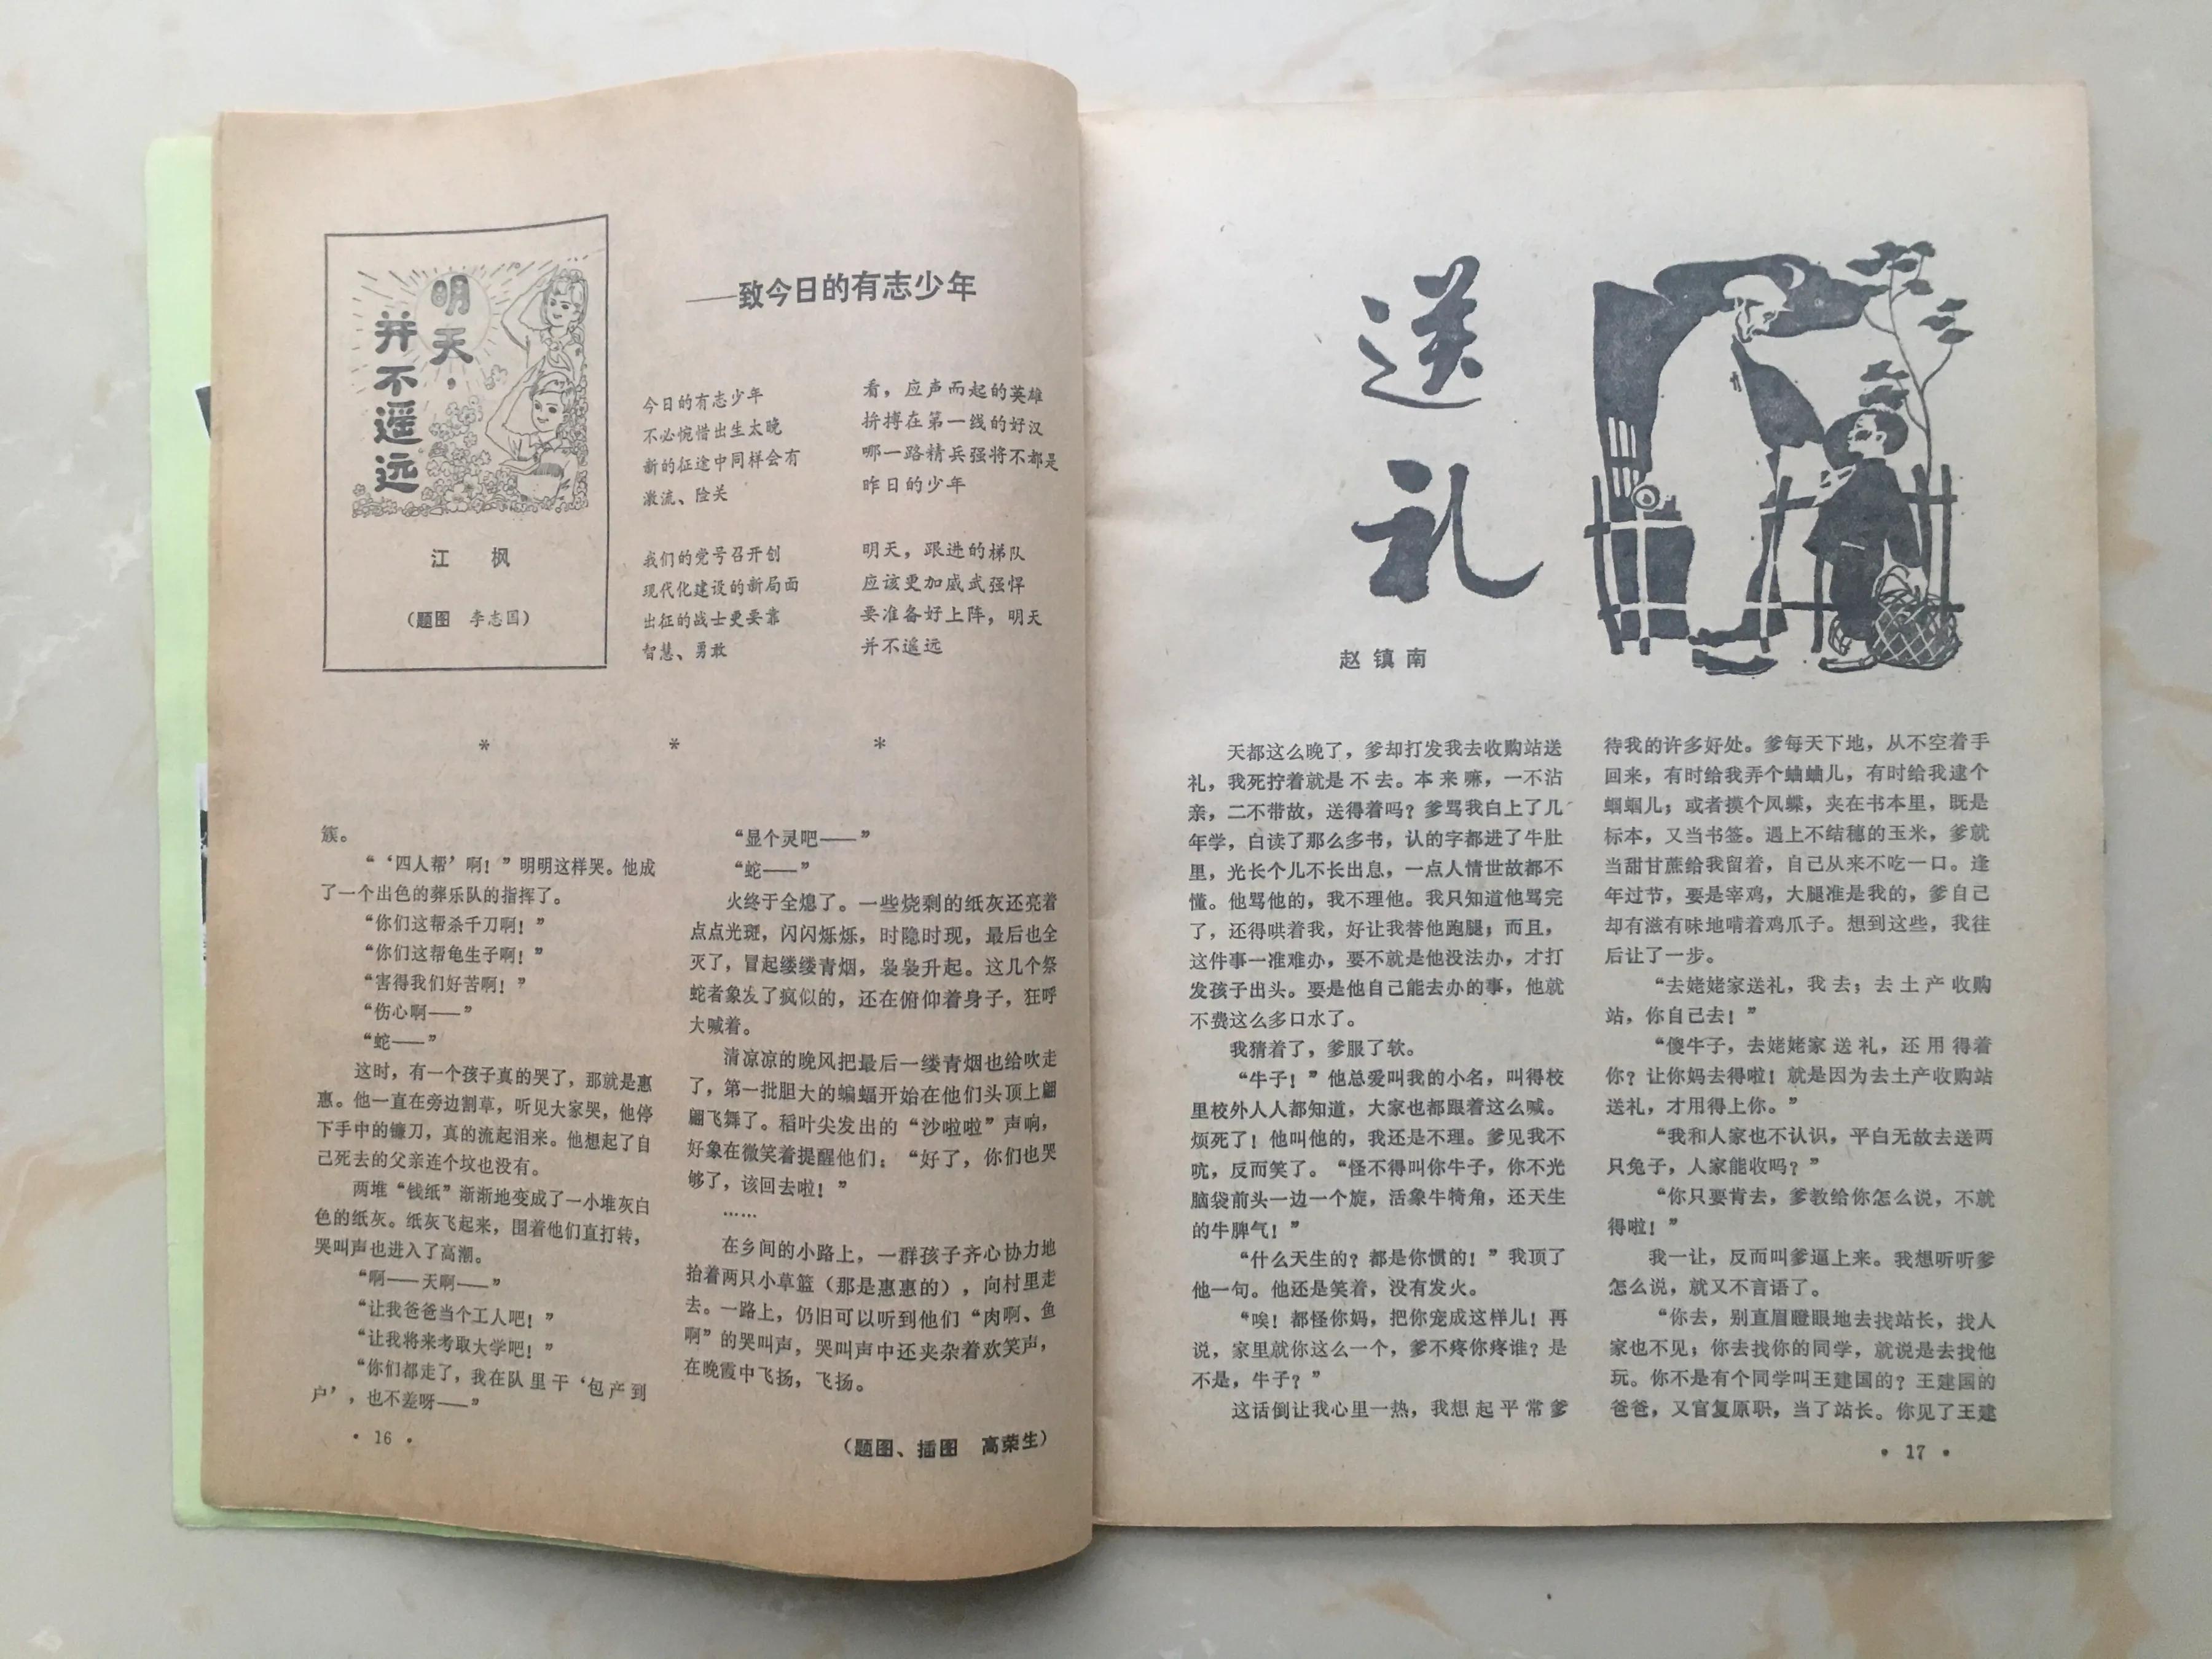 明天，
并不遥远
江 枫
（题图 李志国）
——致今日的有志少年
今日的有志少年
不必惋惜出生太晚
新的征途中同样会有
激流、险关
我们的党号召开创
现代化建设的新局面
出征的战士更要靠
智慧、勇敢
看，应声而起的英雄
拚搏在第一线的好汉
哪一路精兵强将不都是
昨日的少年
明天，跟进的梯队
应该更加威武强悍
要准备好上阵，明天
并不遥远
* * *
簇。
“‘四人帮’啊！”明明这样哭。他成
了一个出色的葬乐队的指挥了。
“你们这帮杀千刀啊！”
“你们这帮龟生子啊！”
“害得我们好苦啊！”
“伤心啊——”
“蛇——”
这时，有一个孩子真的哭了，那就是惠
惠。他一直在旁边割草，听见大家哭，他停
下手中的镰刀，真的流起泪来。他想起了自
己死去的父亲连个坟也没有。
两堆“钱纸”渐渐地变成了一小堆灰白
色的纸灰。纸灰飞起来，围着他们直打转，
哭叫声也进入了高潮。
“啊——天啊——”
“让我爸爸当个工人吧！”
“让我将来考取大学吧！”
“你们都走了，我在队里干‘包产到
户’，也不差呀——”
“显个灵吧——”
“蛇——”
火终于全熄了。一些烧剩的纸灰还亮着
点点光斑，闪闪烁烁，时隐时现，最后也全
灭了，冒起缕缕青烟，袅袅升起。这几个祭
蛇者象发了疯似的，还在俯仰着身子，狂呼
大喊着。
清凉凉的晚风把最后一缕青烟也给吹走
了，第一批胆大的蝙蝠开始在他们头顶上翩
翩飞舞了。稻叶尖发出的“沙啦啦”声响，
好象在微笑着提醒他们：“好了，你们也哭
够了，该回去啦！”
……
在乡间的小路上，一群孩子齐心协力地
抬着两只小草篮（那是惠惠的），向村里走
去。一路上，仍旧可以听到他们“肉啊、鱼
啊”的哭叫声，哭叫声中还夹杂着欢笑声，
在晚霞中飞扬，飞扬。
（题图、插图 高荣生）
• 16 •
送礼
赵镇南
天都这么晚了，爹却打发我去收购站送
礼，我死拧着就是不去。本来嘛，一不沾
亲，二不带故，送得着吗？爹骂我白上了几
年学，白读了那么多书，认的字都进了牛肚
里，光长个儿不长出息，一点人情世故都不
懂。他骂他的，我不理他。我只知道他骂完
了，还得哄着我，好让我替他跑腿；而且，
这件事一准难办，要不就是他没法办，才打
发孩子出头。要是他自己能去办的事，他就
不费这么多口水了。
我猜着了，爹服了软。
“牛子！”他总爱叫我的小名，叫得校
里校外人人都知道，大家也都跟着这么喊。
烦死了！他叫他的，我还是不理。爹见我不
吭，反而笑了。“怪不得叫你牛子，你不光
脑袋前头一边一个旋，活象牛犄角，还天生
的牛脾气！”
“什么天生的？都是你惯的！”我顶了
他一句。他还是笑着，没有发火。
“唉！都怪你妈，把你宠成这样儿！再
说，家里就你这么一个，爹不疼你疼谁？是
不是，牛子？”
这话倒让我心里一热，我想起平常爹
待我的许多好处。爹每天下地，从不空着手
回来，有时给我弄个蛐蛐儿，有时给我逮个
蝈蝈儿；或者摸个凤蝶，夹在书本里，既是
标本，又当书签。遇上不结穗的玉米，爹就
当甜甘蔗给我留着，自己从来不吃一口。逢
年过节，要是宰鸡，大腿准是我的，爹自己
却有滋有味地啃着鸡爪子。想到这些，我往
后让了一步。
“去姥姥家送礼，我去；去土产收购
站，你自己去！”
“傻牛子，去姥姥家送礼，还用得着
你？让你妈去得啦！就是因为去土产收购站
送礼，才用得上你。”
“我和人家也不认识，平白无故去送两
只兔子，人家能收吗？”
“你只要肯去，爹教给你怎么说，不就
得啦！”
我一让，反而叫爹逼上来。我想听听爹
怎么说，就又不言语了。
“你去，别直眉瞪眼地去找站长，找人
家也不见；你去找你的同学，就说是去找他
玩。你不是有个同学叫王建国的？王建国的
爸爸，又官复原职，当了站长。你见了王建
• 17 •